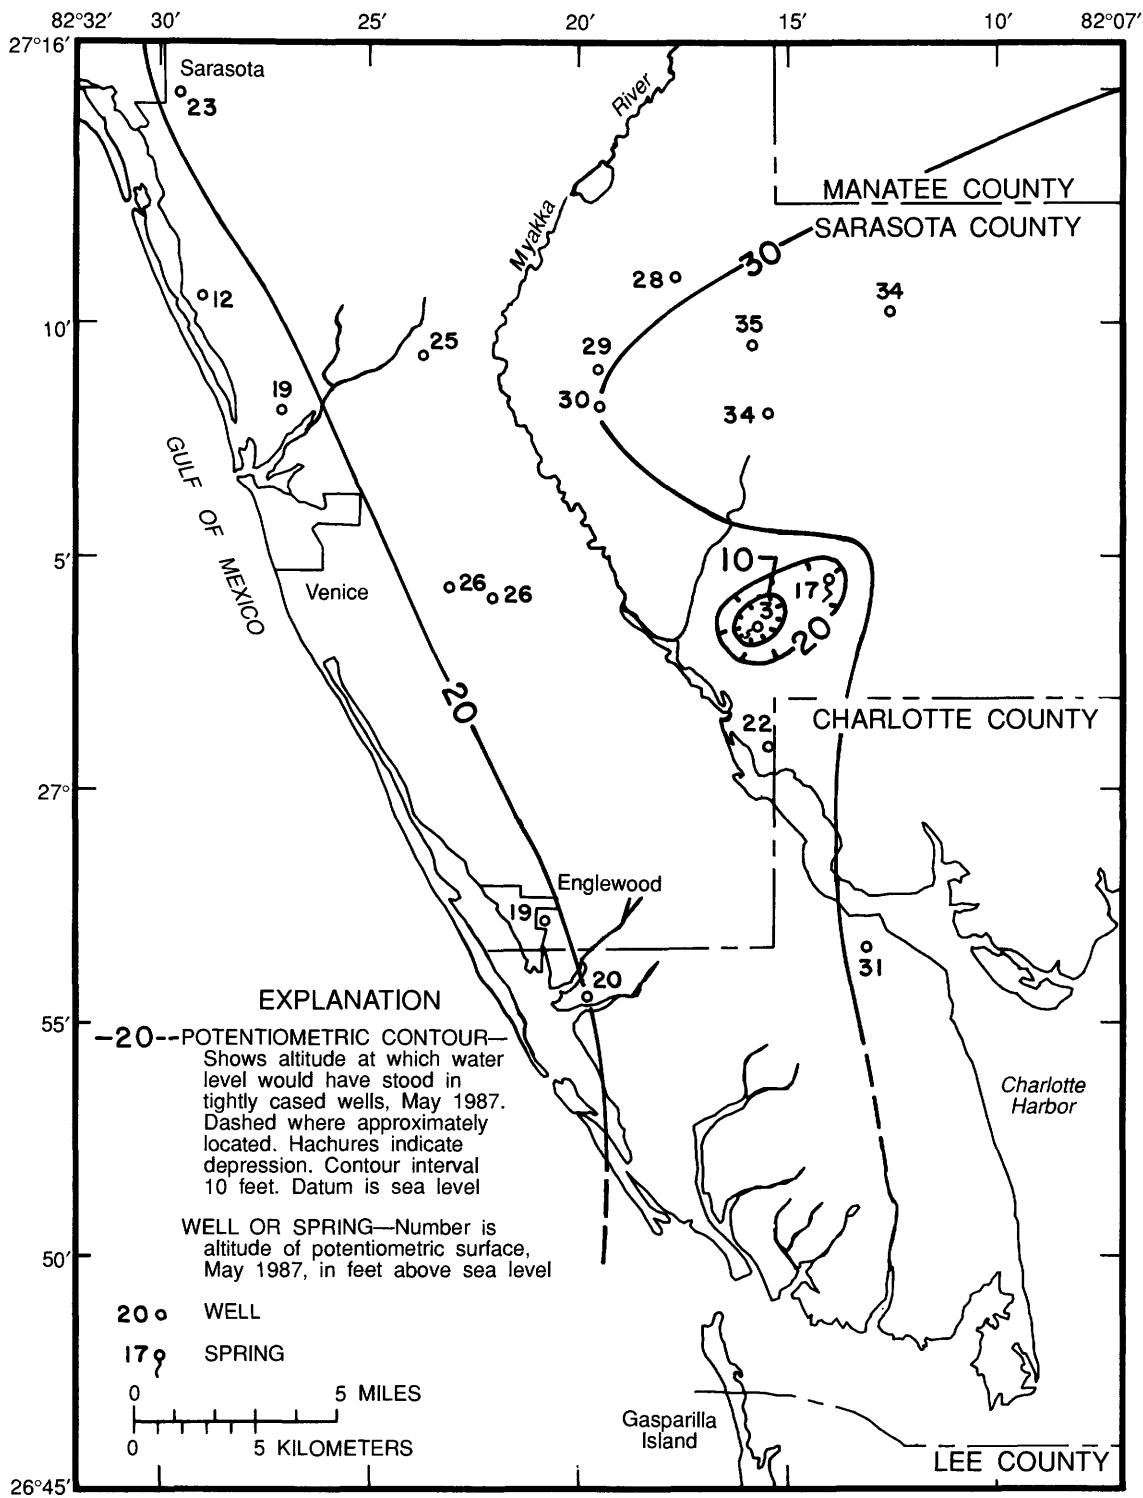 82°32′ 30′ 25′ 20′ 15′ 10′ 82°07′
27°16′
Sarasota
23
River
Myakka
MANATEE COUNTY
SARASOTA COUNTY
30
28
34
12
10′
35
25
29
19
30
34
GULF OF MEXICO
5′
10
17
3
20
26 26
Venice
20
22
CHARLOTTE COUNTY
27°
Englewood
19
31
20
EXPLANATION
-20-- POTENTIOMETRIC CONTOUR—
Shows altitude at which water
level would have stood in
tightly cased wells, May 1987.
Dashed where approximately
located. Hachures indicate
depression. Contour interval
10 feet. Datum is sea level
55′
Charlotte
Harbor
WELL OR SPRING—Number is
altitude of potentiometric surface,
May 1987, in feet above sea level
50′
20 WELL
17 SPRING
0 5 MILES
0 5 KILOMETERS
Gasparilla
Island
LEE COUNTY
26°45′